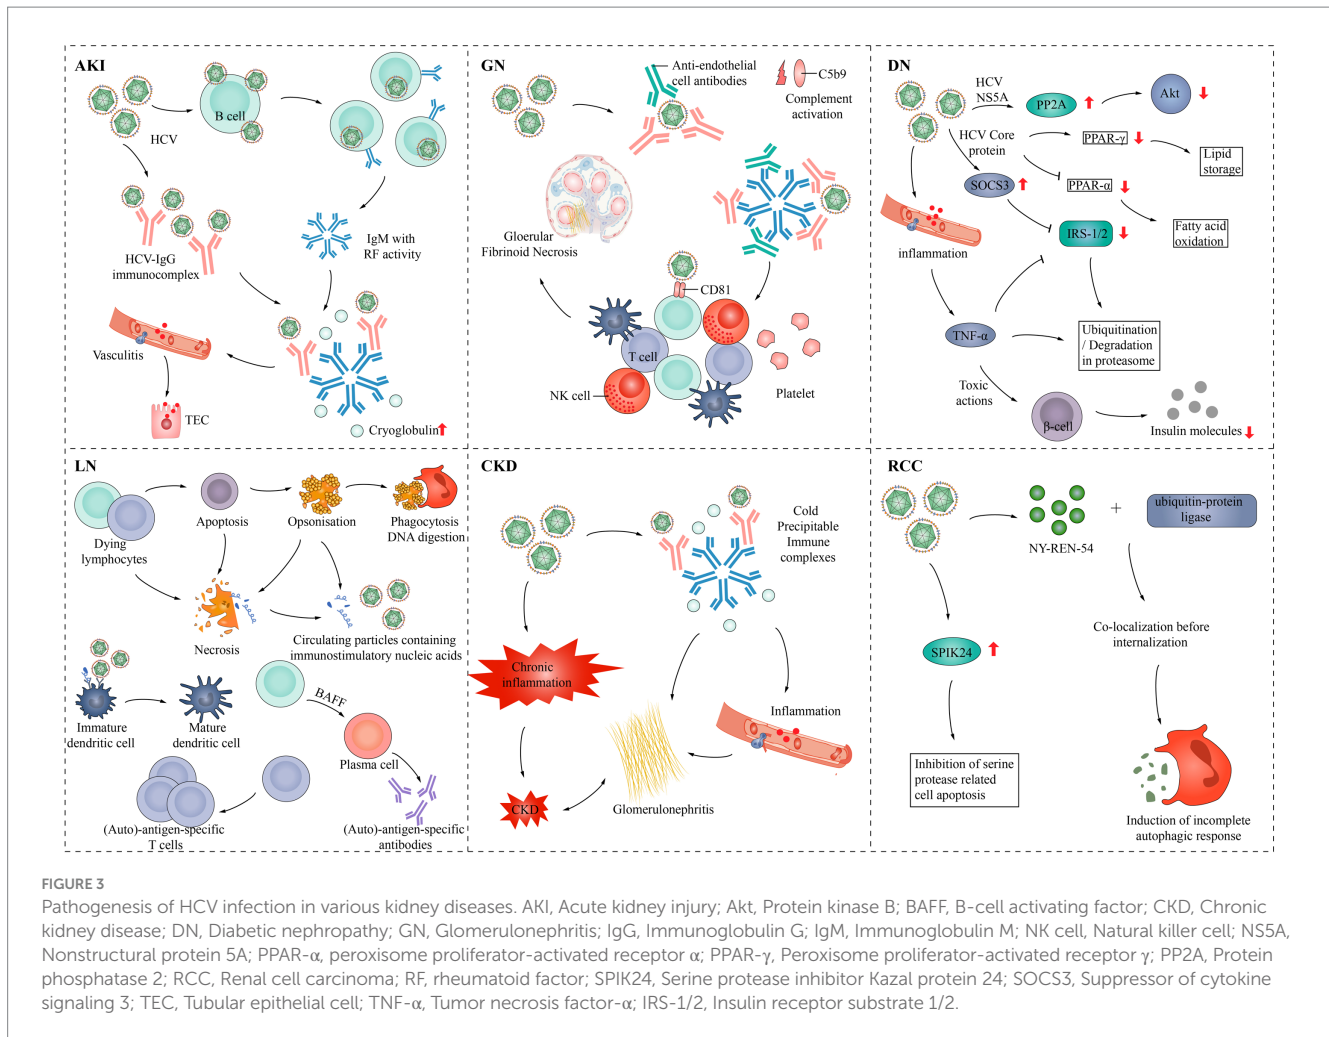 AKI
HCV
B cell
HCV-IgG
immunocomplex
IgM with
RF activity
Vasculitis
TEC
Cryoglobulin
GN
Anti-endothelial
cell antibodies
C5b9
Complement
activation
Gloerular
Fibrinoid Necrosis
CD81
T cell
NK cell
Platelet
DN
HCV
NS5A
PP2A
Akt
HCV Core
protein
PPAR-γ
Lipid
storage
SOCS3
PPAR-α
Fatty acid
oxidation
IRS-1/2
inflammation
TNF-α
Ubiquitination
/ Degradation
in proteasome
Toxic
actions
β-cell
Insulin molecules
LN
Dying
lymphocytes
Apoptosis
Opsonisation
Phagocytosis
DNA digestion
Necrosis
Circulating particles containing
immunostimulatory nucleic acids
Immature
dendritic cell
Mature
dendritic cell
BAFF
Plasma cell
(Auto)-antigen-specific
T cells
(Auto)-antigen-specific
antibodies
CKD
Cold
Precipitable
Immune
complexes
Chronic
inflammation
Inflammation
CKD
Glomerulonephritis
RCC
NY-REN-54
+
ubiquitin-protein
ligase
SPIK24
Co-localization before
internalization
Inhibition of serine
protease related
cell apoptosis
Induction of incomplete
autophagic response
FIGURE 3
Pathogenesis of HCV infection in various kidney diseases. AKI, Acute kidney injury; Akt, Protein kinase B; BAFF, B-cell activating factor; CKD, Chronic
kidney disease; DN, Diabetic nephropathy; GN, Glomerulonephritis; IgG, Immunoglobulin G; IgM, Immunoglobulin M; NK cell, Natural killer cell; NS5A,
Nonstructural protein 5A; PPAR-α, peroxisome proliferator-activated receptor α; PPAR-γ, Peroxisome proliferator-activated receptor γ; PP2A, Protein
phosphatase 2; RCC, Renal cell carcinoma; RF, rheumatoid factor; SPIK24, Serine protease inhibitor Kazal protein 24; SOCS3, Suppressor of cytokine
signaling 3; TEC, Tubular epithelial cell; TNF-α, Tumor necrosis factor-α; IRS-1/2, Insulin receptor substrate 1/2.